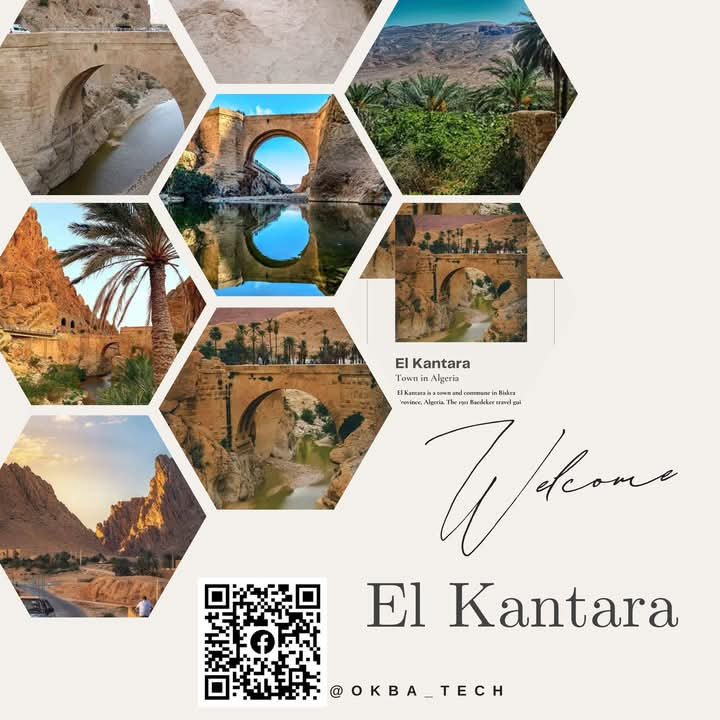 El Kantara
Town in Algeria
El Kantara is a town and commune in Biskra
rovince, Algeria. The 1911 Baedeker travel gui
Welcome
El Kantara
@OKBA_TECH